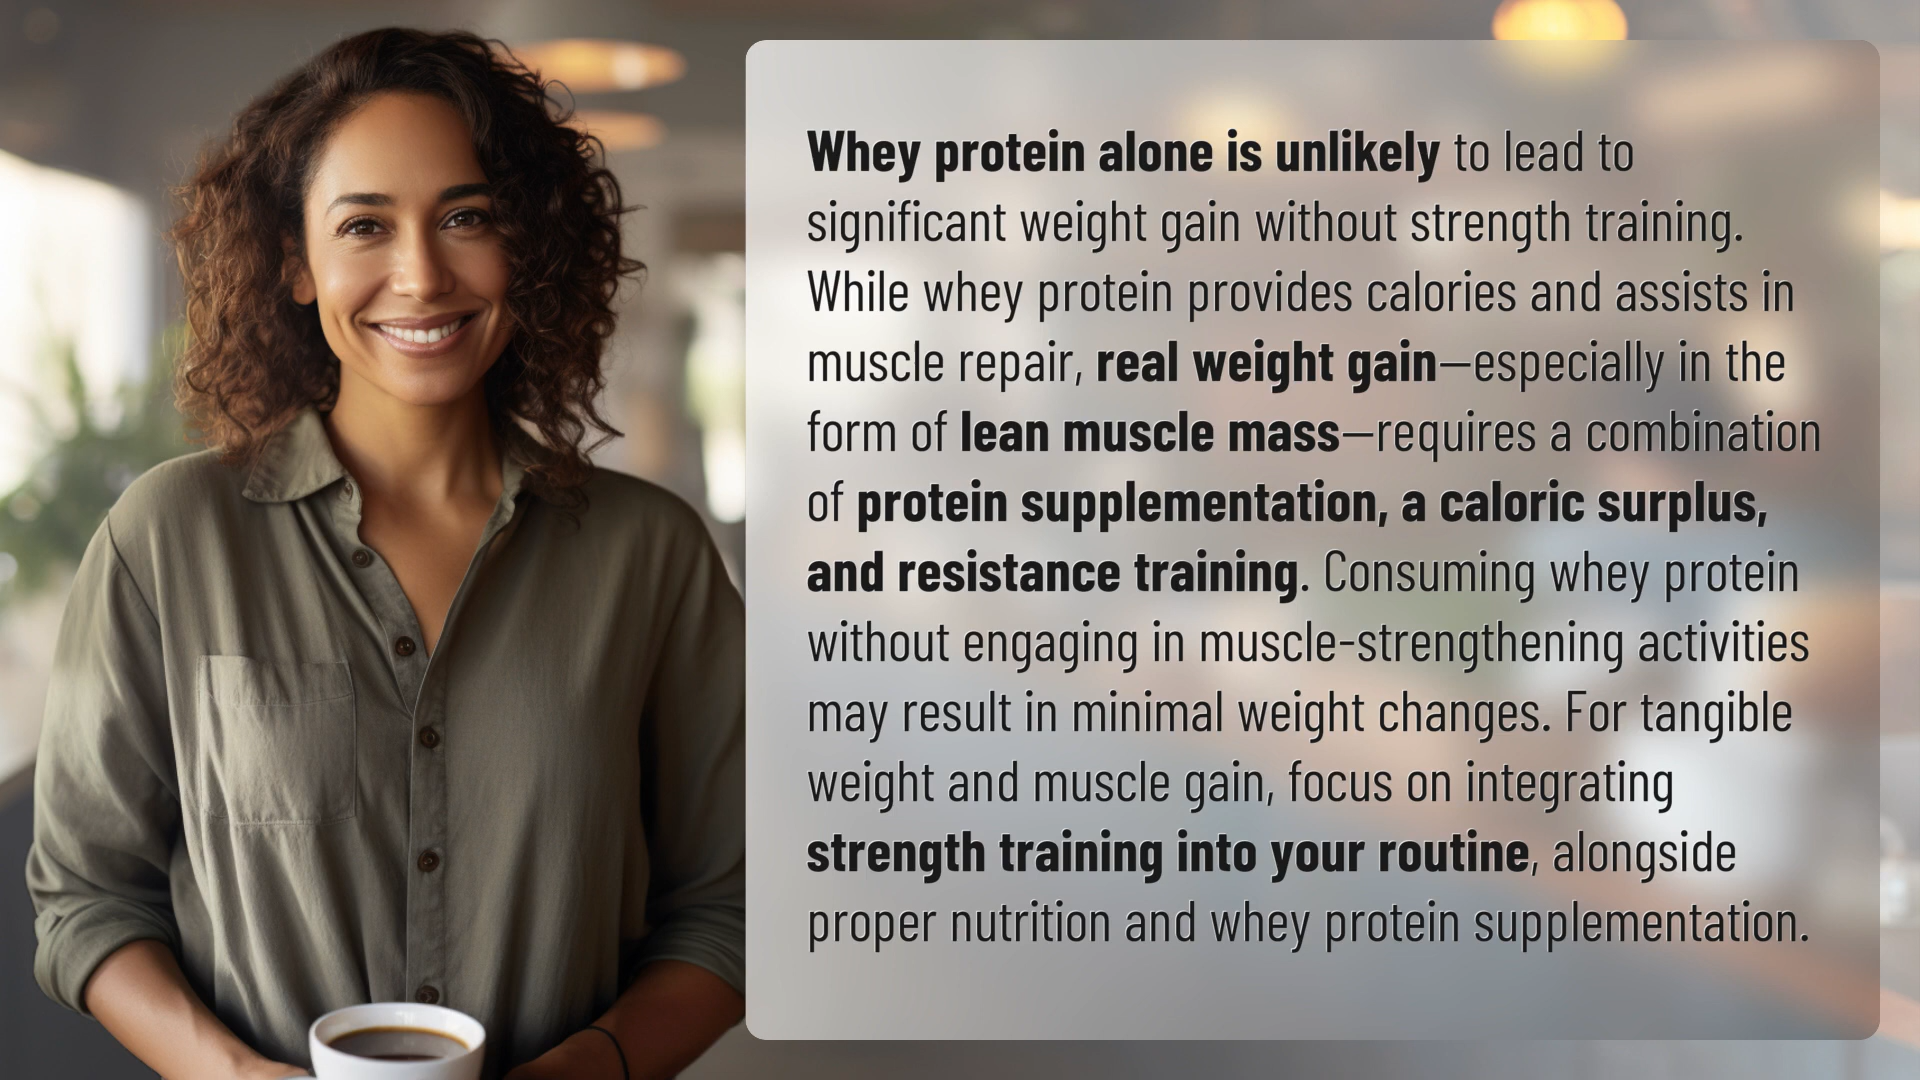 Whey protein alone is unlikely to lead to
significant weight gain without strength training.
While whey protein provides calories and assists in
muscle repair, real weight gain—especially in the
form of lean muscle mass—requires a combination
of protein supplementation, a caloric surplus,
and resistance training. Consuming whey protein
without engaging in muscle-strengthening activities
may result in minimal weight changes. For tangible
weight and muscle gain, focus on integrating
strength training into your routine, alongside
proper nutrition and whey protein supplementation.